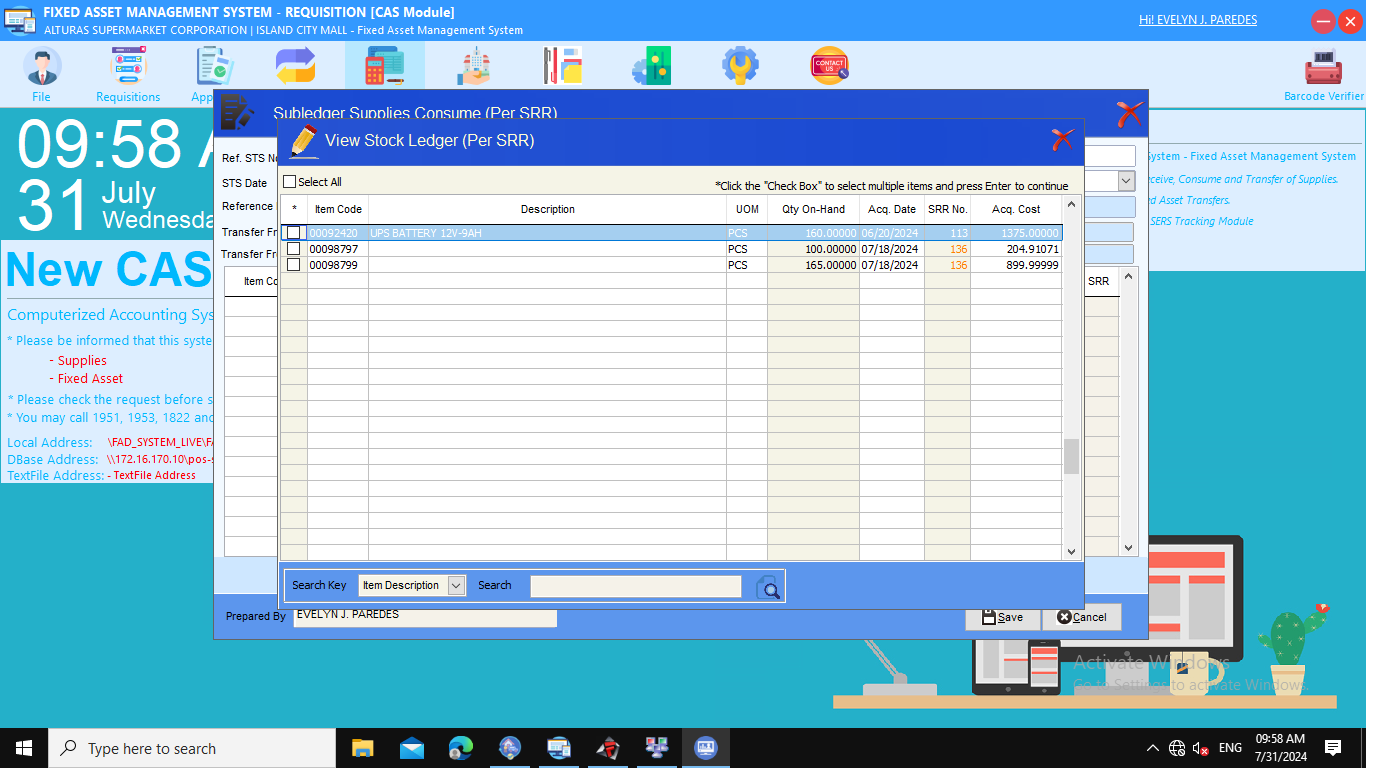 FIXED ASSET MANAGEMENT SYSTEM - REQUISITION [CAS Module]
ALTURAS SUPERMARKET CORPORATION | ISLAND CITY MALL - Fixed Asset Management System
Hi! EVELYN J. PAREDES
File
Requisitions
App
CONTACT US
Barcode Verifier
09:58 A
31 July
Wednesda
New CAS
Computerized Accounting Sys
* Please be informed that this syste
- Supplies
- Fixed Asset
* Please check the request before s
* You may call 1951, 1953, 1822 and
Local Address: \FAD_SYSTEM_LIVE\FA
DBase Address: \\172.16.170.10\pos-s
TextFile Address: - TextFile Address
System - Fixed Asset Management System
eceive, Consume and Transfer of Supplies.
ed Asset Transfers.
SERS Tracking Module
Subledger Supplies Consume (Per SRR)
Ref. STS No
STS Date
Reference
Transfer Fr
Transfer Fr
Item Co
SRR
View Stock Ledger (Per SRR)
Select All
*Click the "Check Box" to select multiple items and press Enter to continue
* Item Code Description UOM Qty On-Hand Acq. Date SRR No. Acq. Cost
00092420 UPS BATTERY 12V-9AH PCS 160.00000 06/20/2024 113 1375.00000
00098797 PCS 100.00000 07/18/2024 136 204.91071
00098799 PCS 165.00000 07/18/2024 136 899.99999
Search Key Item Description Search
Prepared By EVELYN J. PAREDES
Save Cancel
Activate Windows
Go to Settings to activate Windows.
Type here to search
ENG
09:58 AM
7/31/2024